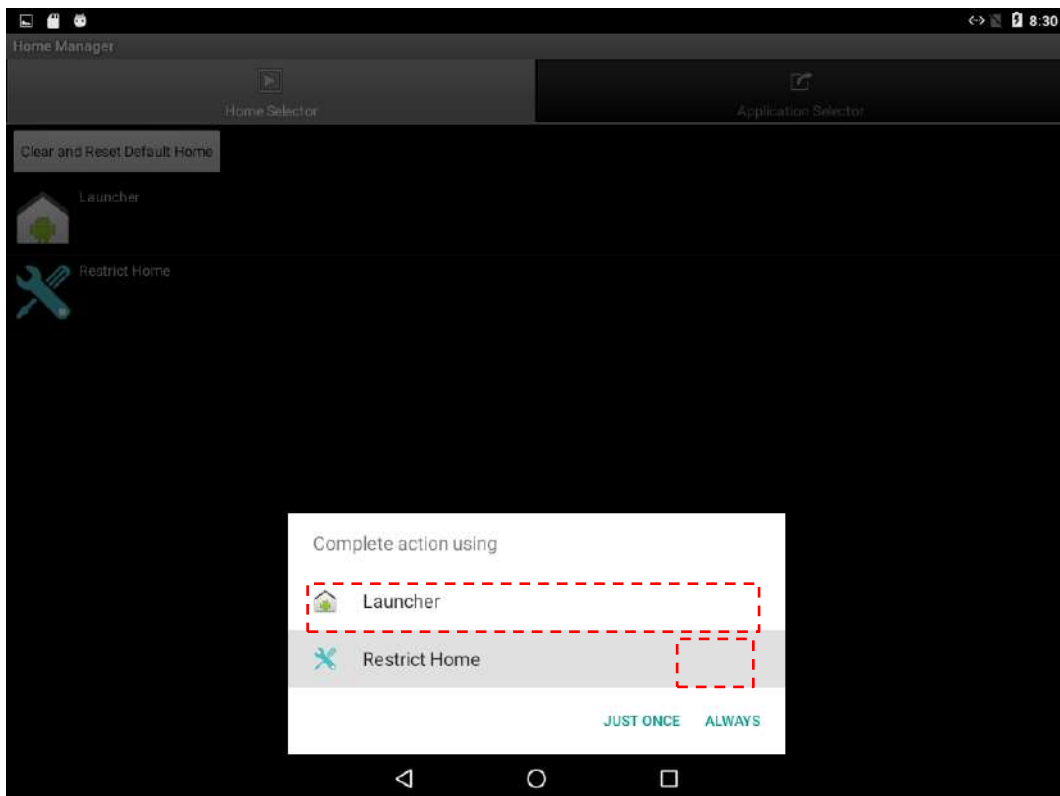 8:30
Home Manager
Home Selector
Application Selector
Clear and Reset Default Home
Launcher
Restrict Home
Complete action using
Launcher
Restrict Home
JUST ONCE ALWAYS